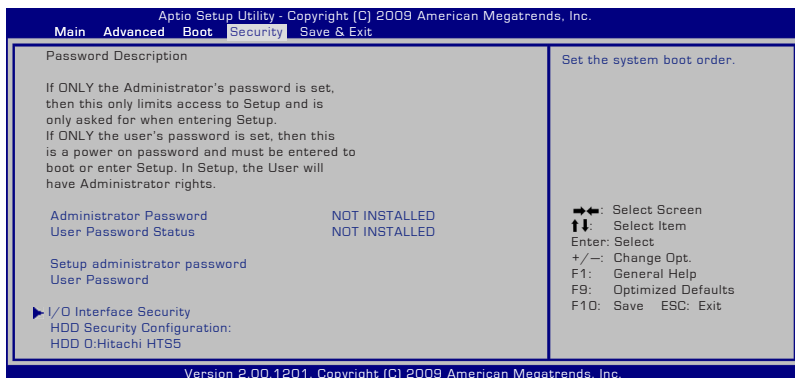 Aptio Setup Utility - Copyright (C) 2009 American Megatrends, Inc.
Main Advanced Boot Security Save & Exit
Password Description
If ONLY the Administrator's password is set,
then this only limits access to Setup and is
only asked for when entering Setup.
If ONLY the user's password is set, then this
is a power on password and must be entered to
boot or enter Setup. In Setup, the User will
have Administrator rights.
Administrator Password NOT INSTALLED
User Password Status NOT INSTALLED
Setup administrator password
User Password
I/O Interface Security
HDD Security Configuration:
HDD 0:Hitachi HTS5
Set the system boot order.
→←: Select Screen
↑↓: Select Item
Enter: Select
+/—: Change Opt.
F1: General Help
F9: Optimized Defaults
F10: Save ESC: Exit
Version 2.00.1201. Copyright (C) 2009 American Megatrends, Inc.